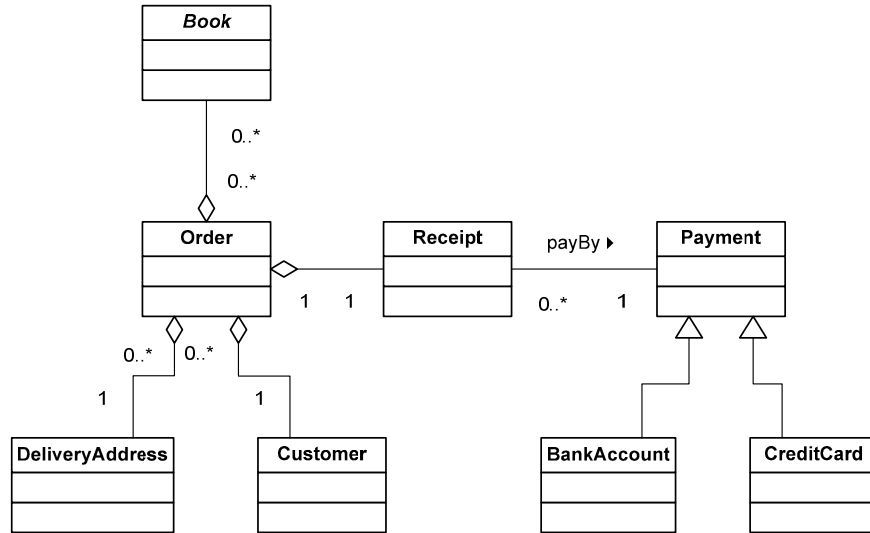 Book
0..*
0..*
Order
Receipt
payBy
Payment
1
1
0..*
1
0..*
0..*
1
1
DeliveryAddress
Customer
BankAccount
CreditCard